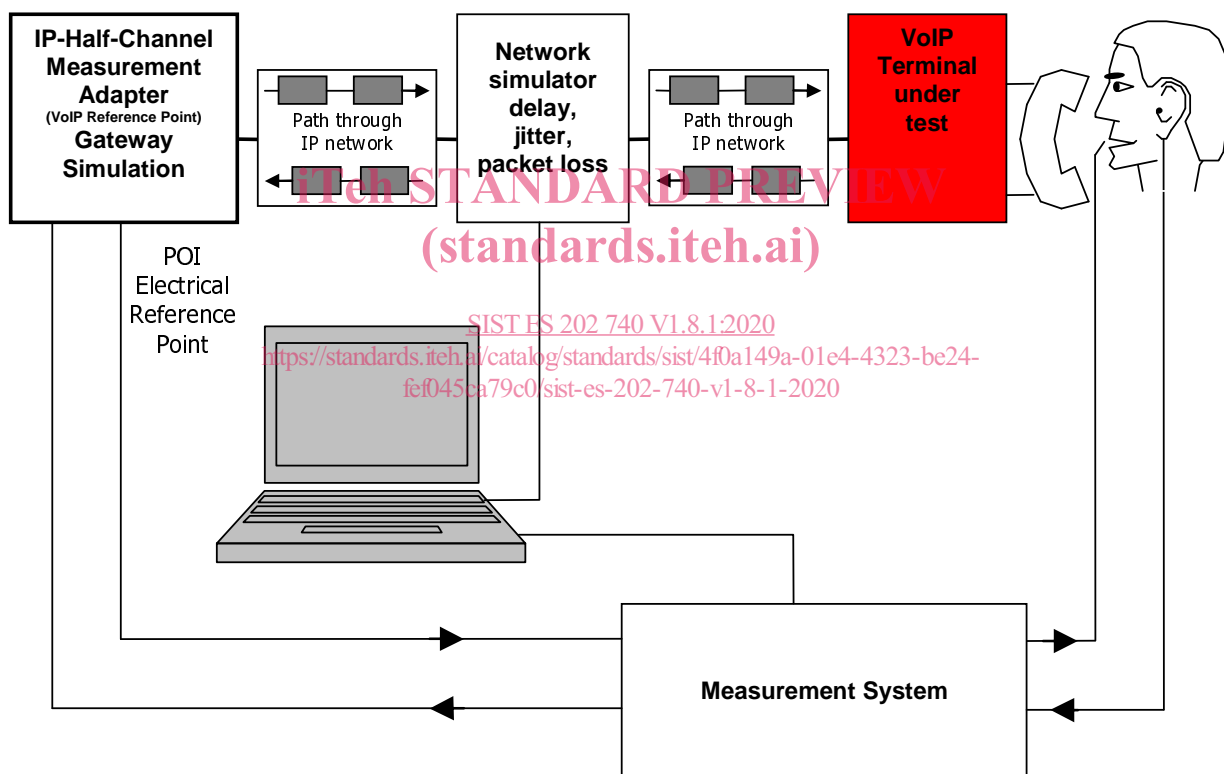 IP-Half-Channel
Measurement
Adapter
(VoIP Reference Point)
Gateway
Simulation
Path through
IP network
Network
simulator
delay,
jitter,
packet loss
Path through
IP network
VoIP
Terminal
under
test
iTeh STANDARD PREVIEW
(standards.iteh.ai)
POI
Electrical
Reference
Point
SIST ES 202 740 V1.8.1:2020
https://standards.iteh.ai/catalog/standards/sist/4f0a149a-01e4-4323-be24-
fef045ca79c0/sist-es-202-740-v1-8-1-2020
Measurement System